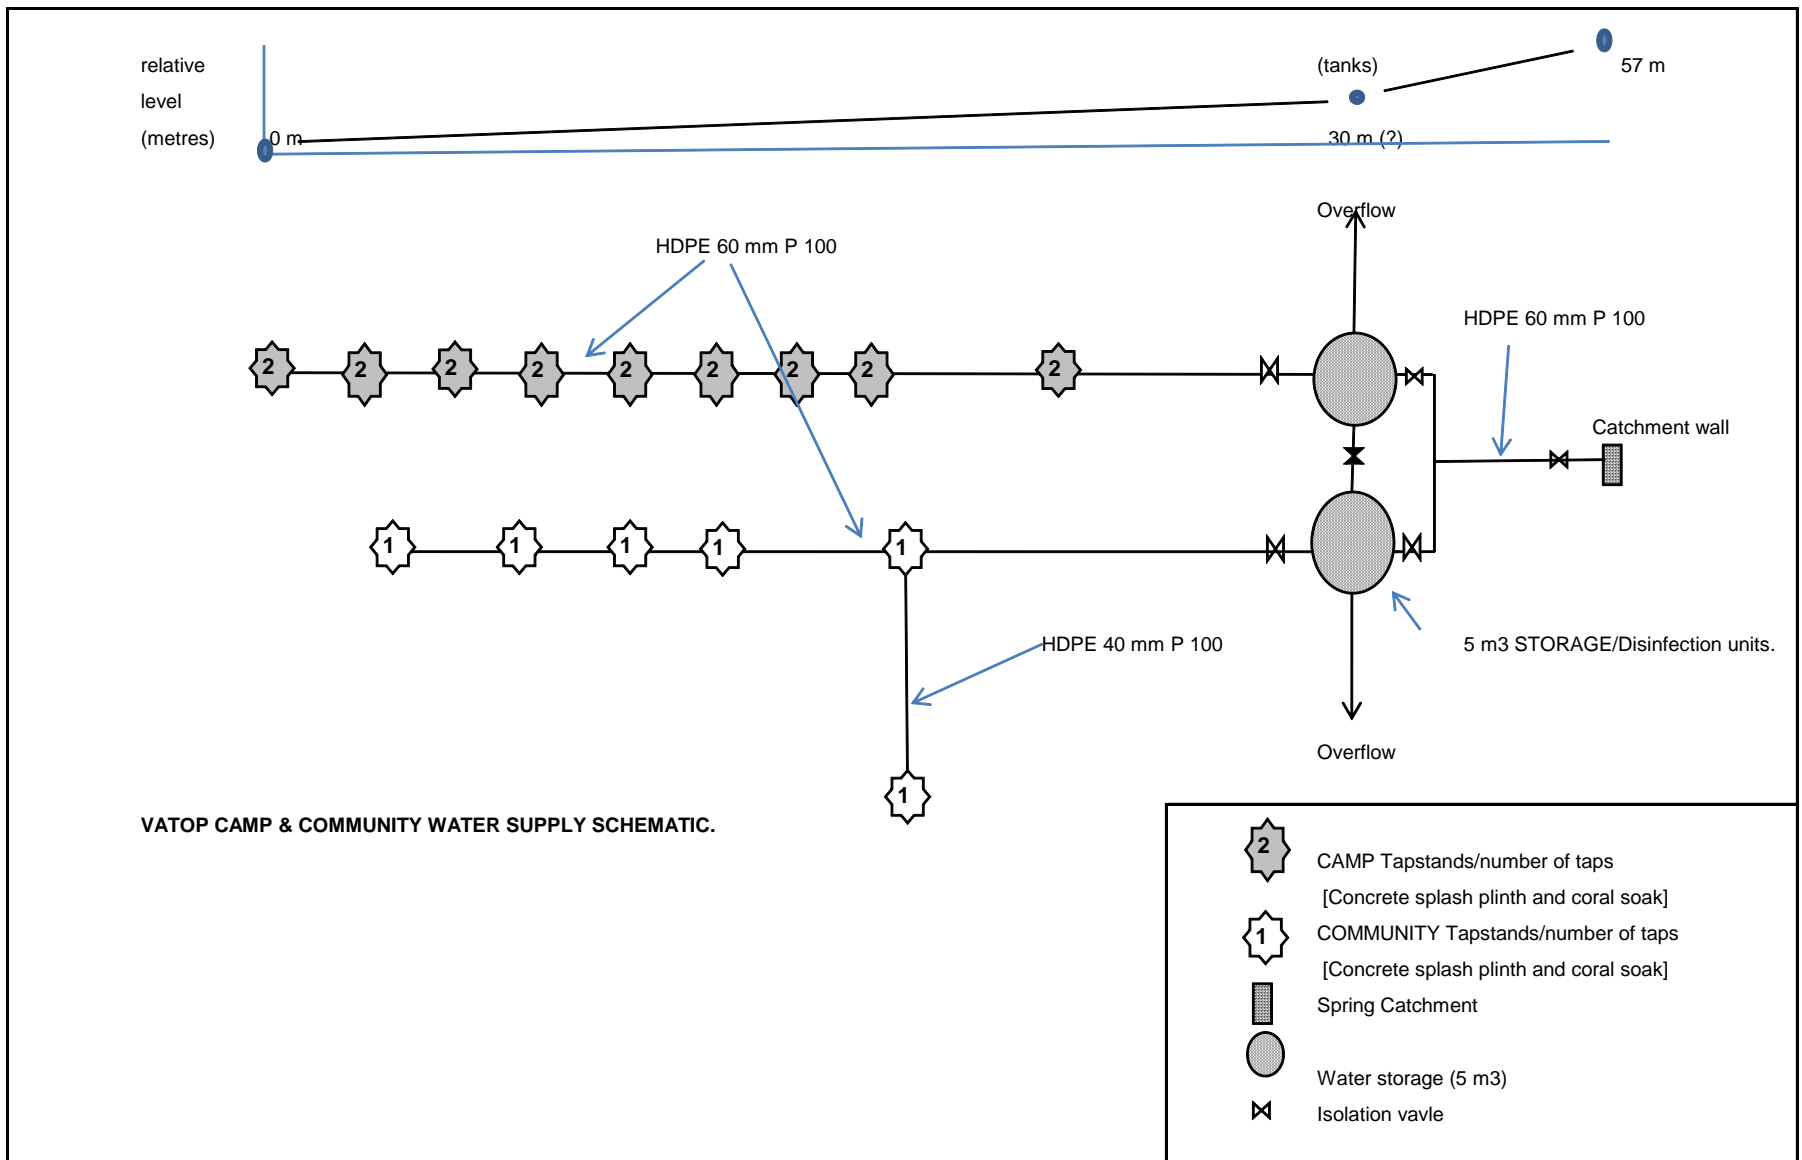 relative
level
(metres)
0 m
(tanks)
30 m (?)
57 m
Overflow
HDPE 60 mm P 100
HDPE 60 mm P 100
2 2 2 2 2 2 2 2 2
Catchment wall
1 1 1 1 1
HDPE 40 mm P 100
5 m3 STORAGE/Disinfection units.
Overflow
1
VATOP CAMP & COMMUNITY WATER SUPPLY SCHEMATIC.
2
CAMP Tapstands/number of taps
[Concrete splash plinth and coral soak]
1
COMMUNITY Tapstands/number of taps
[Concrete splash plinth and coral soak]
Spring Catchment
Water storage (5 m3)
Isolation vavle